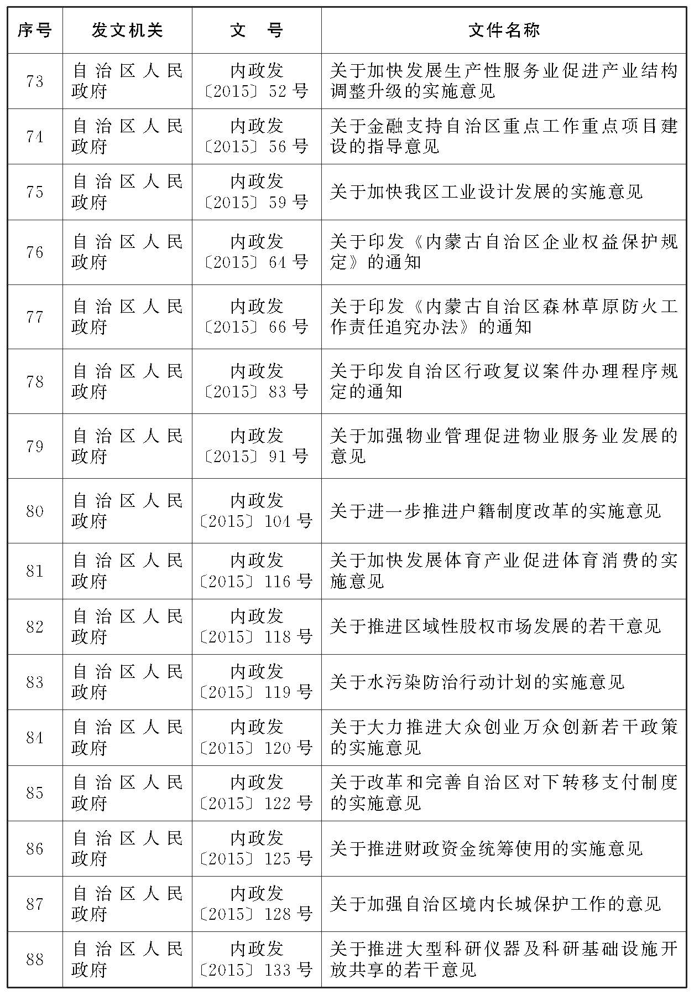 序号 发文机关 文 号 文件名称
73 自治区人民政府 内政发〔2015〕52号 关于加快发展生产性服务业促进产业结构调整升级的实施意见
74 自治区人民政府 内政发〔2015〕56号 关于金融支持自治区重点工作重点项目建设的指导意见
75 自治区人民政府 内政发〔2015〕59号 关于加快我区工业设计发展的实施意见
76 自治区人民政府 内政发〔2015〕64号 关于印发《内蒙古自治区企业权益保护规定》的通知
77 自治区人民政府 内政发〔2015〕66号 关于印发《内蒙古自治区森林草原防火工作责任追究办法》的通知
78 自治区人民政府 内政发〔2015〕83号 关于印发自治区行政复议案件办理程序规定的通知
79 自治区人民政府 内政发〔2015〕91号 关于加强物业管理促进物业服务业发展的意见
80 自治区人民政府 内政发〔2015〕104号 关于进一步推进户籍制度改革的实施意见
81 自治区人民政府 内政发〔2015〕116号 关于加快发展体育产业促进体育消费的实施意见
82 自治区人民政府 内政发〔2015〕118号 关于推进区域性股权市场发展的若干意见
83 自治区人民政府 内政发〔2015〕119号 关于水污染防治行动计划的实施意见
84 自治区人民政府 内政发〔2015〕120号 关于大力推进大众创业万众创新若干政策的实施意见
85 自治区人民政府 内政发〔2015〕122号 关于改革和完善自治区对下转移支付制度的实施意见
86 自治区人民政府 内政发〔2015〕125号 关于推进财政资金统筹使用的实施意见
87 自治区人民政府 内政发〔2015〕128号 关于加强自治区境内长城保护工作的意见
88 自治区人民政府 内政发〔2015〕133号 关于推进大型科研仪器及科研基础设施开放共享的若干意见